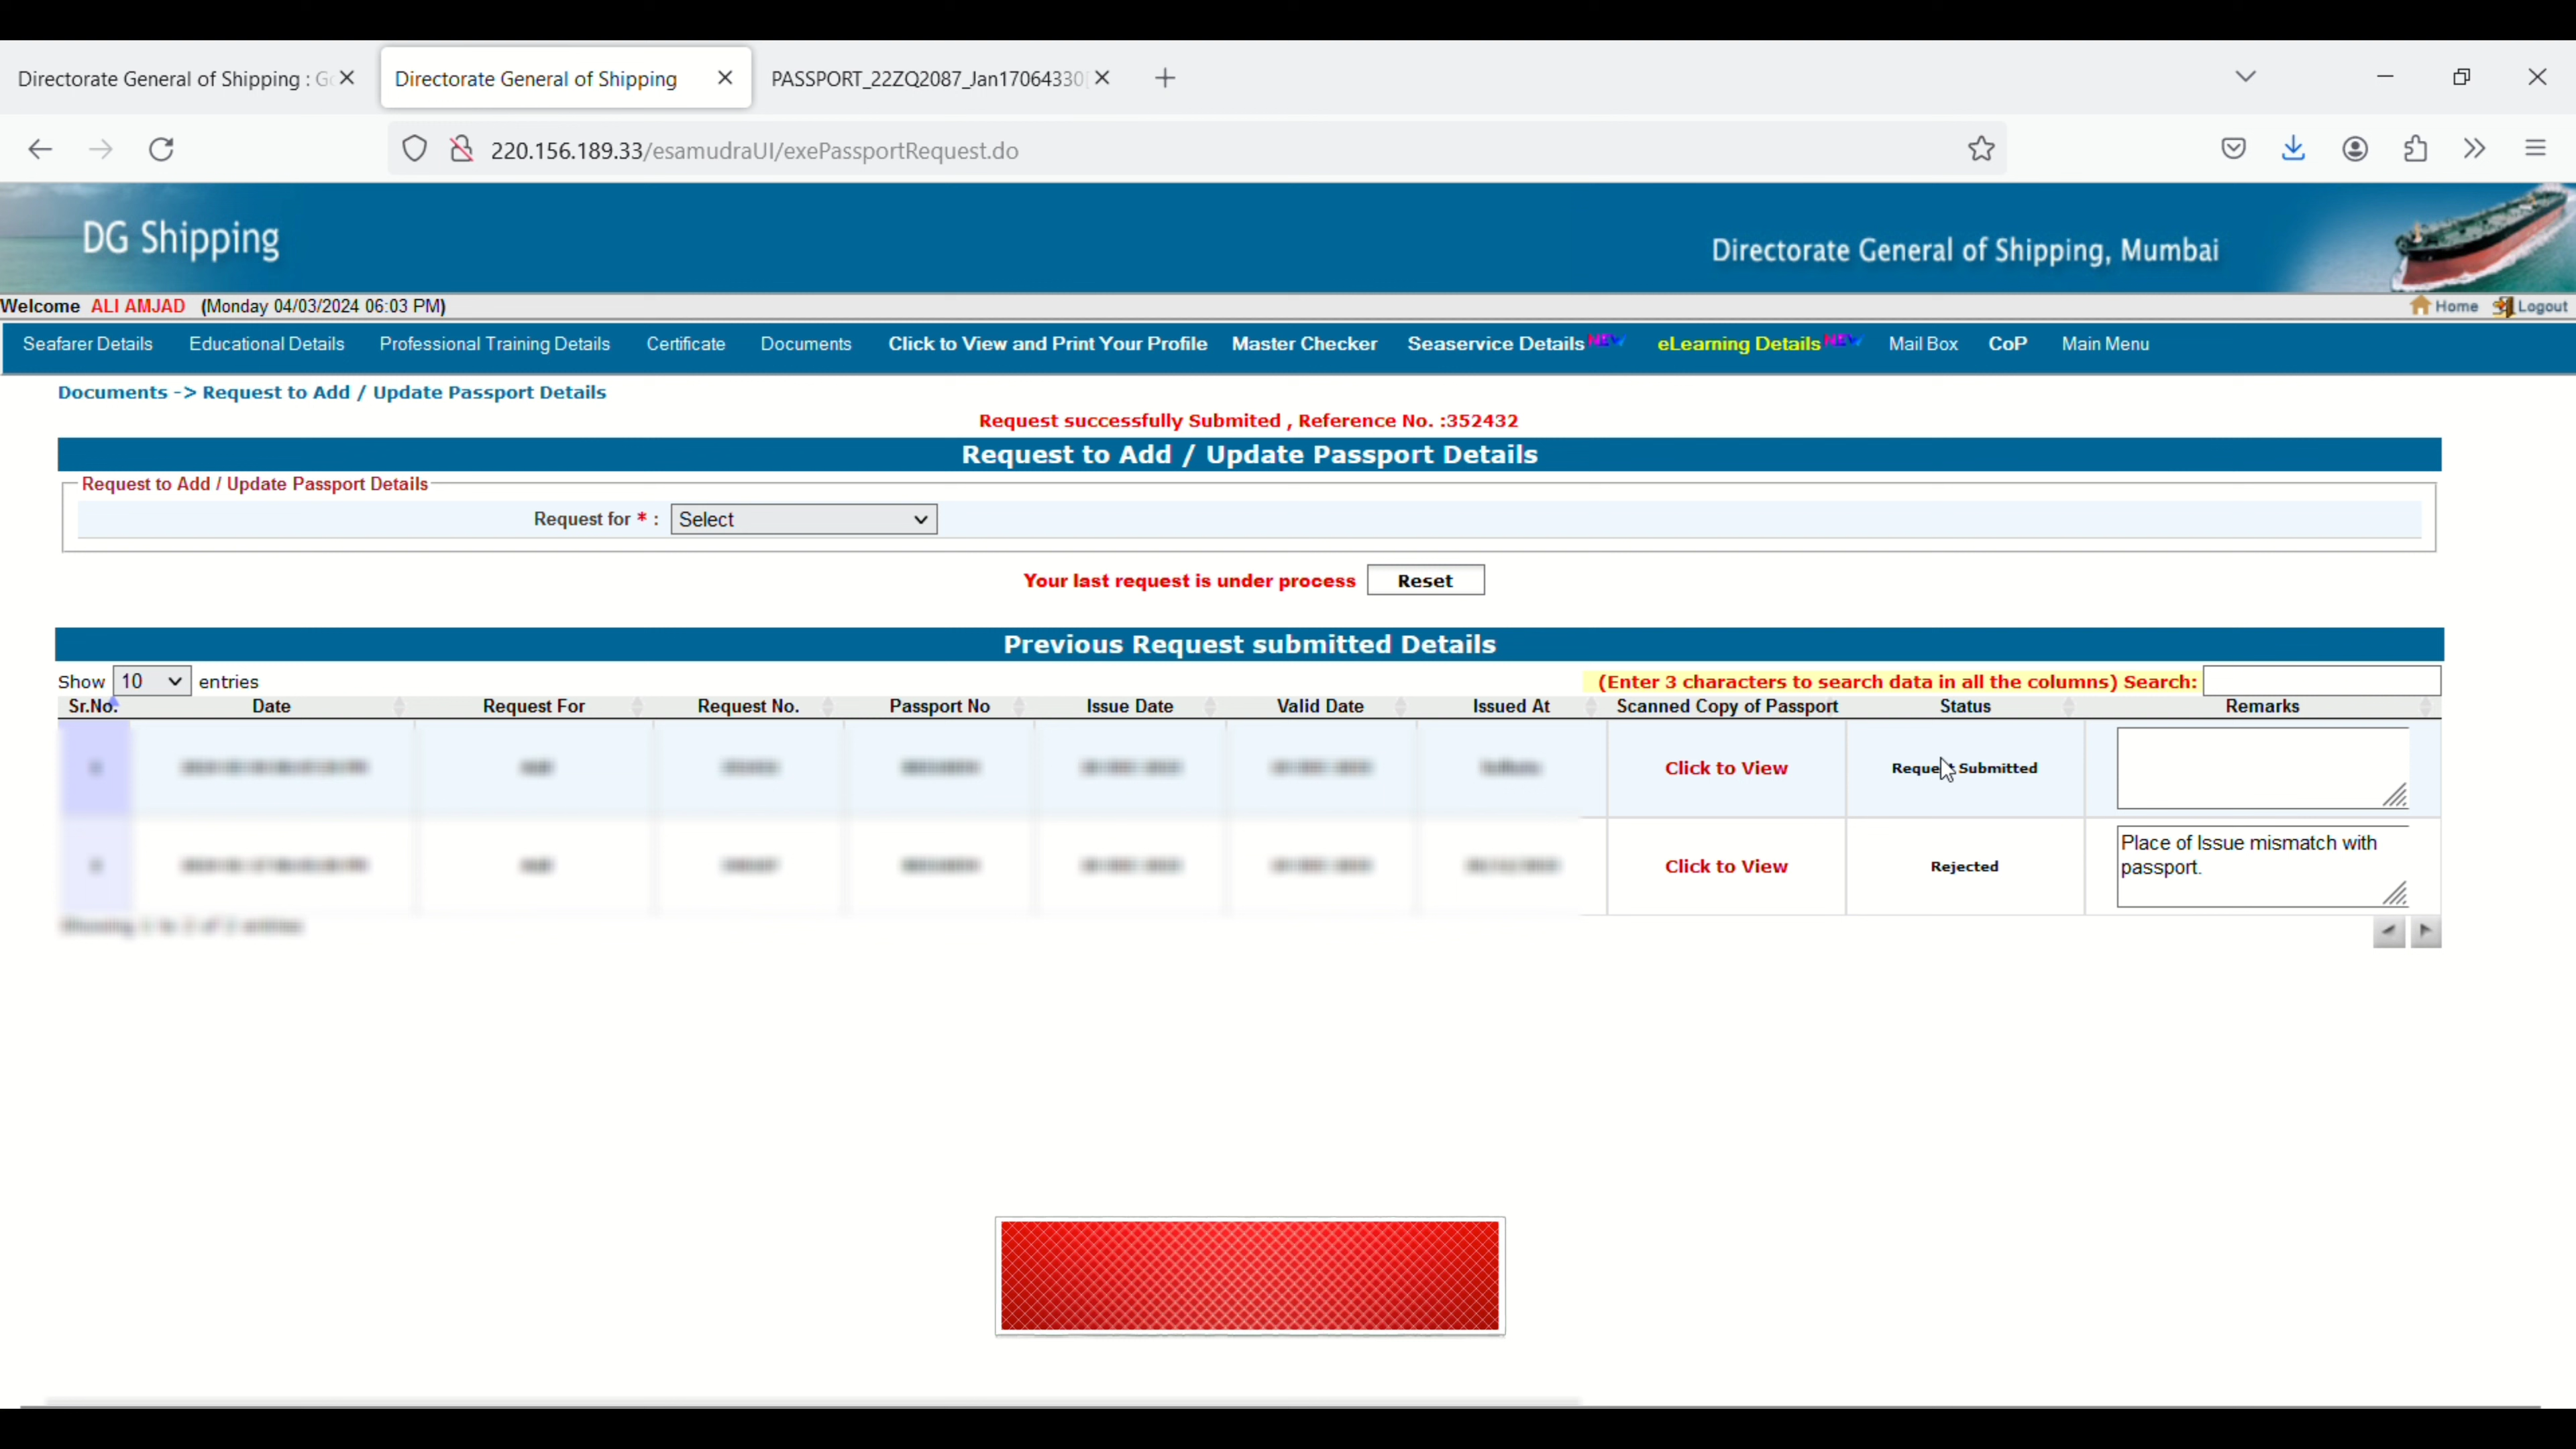 Directorate General of Shipping : Go
Directorate General of Shipping
PASSPORT_22ZQ2087_Jan17064330
220.156.189.33/esamudraUI/exePassportRequest.do
DG Shipping
Directorate General of Shipping, Mumbai
Welcome ALI AMJAD (Monday 04/03/2024 06:03 PM)
Home Logout
Seafarer Details Educational Details Professional Training Details Certificate Documents Click to View and Print Your Profile Master Checker Seaservice Details NEW eLearning Details NEW Mail Box CoP Main Menu
Documents -> Request to Add / Update Passport Details
Request successfully Submited , Reference No. :352432
Request to Add / Update Passport Details
Request to Add / Update Passport Details
Request for * : Select
Your last request is under process Reset
Previous Request submitted Details
Show 10 entries
(Enter 3 characters to search data in all the columns) Search:
Sr.No. Date Request For Request No. Passport No Issue Date Valid Date Issued At Scanned Copy of Passport Status Remarks
Click to View Request Submitted
Click to View Rejected Place of Issue mismatch with
passport.